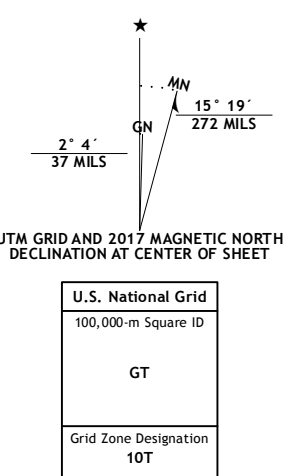 ★
MN
GN
15° 19´
272 MILS
2° 4´
37 MILS
UTM GRID AND 2017 MAGNETIC NORTH
DECLINATION AT CENTER OF SHEET
U.S. National Grid
100,000-m Square ID
GT
Grid Zone Designation
10T